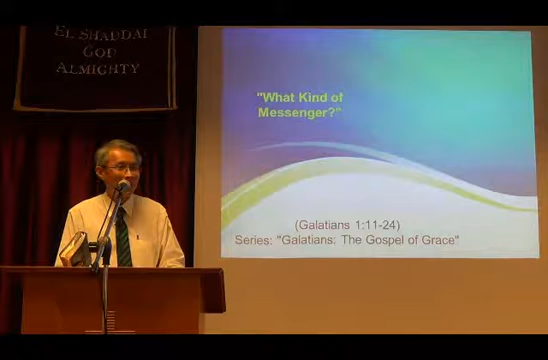 EL SHADDAI
GOD
ALMIGHTY
"What Kind of
Messenger?"
(Galatians 1:11-24)
Series: "Galatians: The Gospel of Grace"